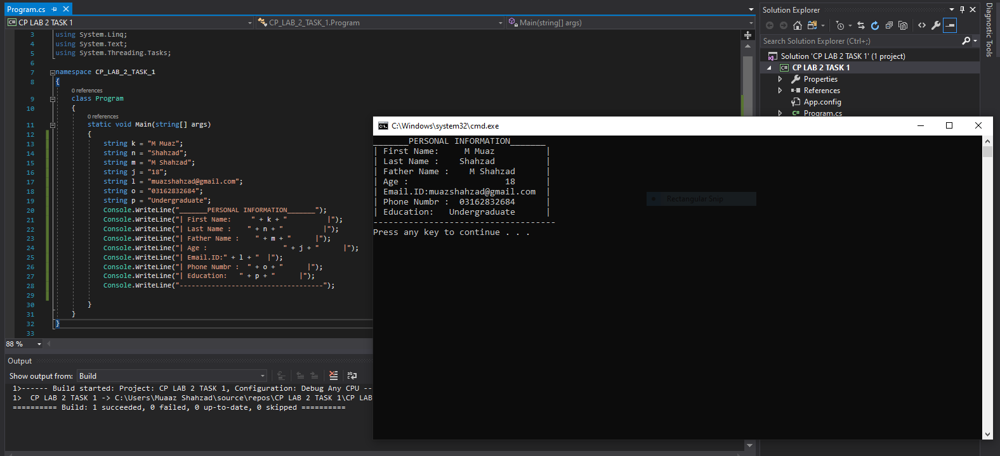 Program.cs
CP LAB 2 TASK 1
CP_LAB_2_TASK_1.Program
Main(string[] args)
3 using System.Linq;
4 using System.Text;
5 using System.Threading.Tasks;
6
7 namespace CP_LAB_2_TASK_1
8 {
0 references
9 class Program
10 {
0 references
11 static void Main(string[] args)
12 {
13 string k = "M Muaz";
14 string n = "Shahzad";
15 string m = "M Shahzad";
16 string j = "18";
17 string l = "muazshahzad@gmail.com";
18 string o = "03162832684";
19 string p = "Undergraduate";
20 Console.WriteLine("_______PERSONAL INFORMATION_______");
21 Console.WriteLine("| First Name:     " + k + "          |");
22 Console.WriteLine("| Last Name :    " + n + "          |");
23 Console.WriteLine("| Father Name :    " + m + "      |");
24 Console.WriteLine("| Age :                   " + j + "      |");
25 Console.WriteLine("| Email.ID:" + l + "  |");
26 Console.WriteLine("| Phone Numbr :  " + o + "      |");
27 Console.WriteLine("| Education:   " + p + "      |");
28 Console.WriteLine("------------------------------------");
29
30 }
31 }
32 }
33
88 %
Output
Show output from: Build
1>------ Build started: Project: CP LAB 2 TASK 1, Configuration: Debug Any CPU --
1>  CP LAB 2 TASK 1 -> C:\Users\Muaaz Shahzad\source\repos\CP LAB 2 TASK 1\CP LAB
========== Build: 1 succeeded, 0 failed, 0 up-to-date, 0 skipped ==========
Solution Explorer
Search Solution Explorer (Ctrl+;)
Solution 'CP LAB 2 TASK 1' (1 project)
CP LAB 2 TASK 1
Properties
References
App.config
C# Program.cs
Diagnostic Tools
C:\Windows\system32\cmd.exe
_______PERSONAL INFORMATION_______
| First Name:     M Muaz          |
| Last Name :    Shahzad          |
| Father Name :    M Shahzad      |
| Age :                   18      |
| Email.ID:muazshahzad@gmail.com  |
| Phone Numbr :  03162832684      |
| Education:   Undergraduate      |
------------------------------------
Press any key to continue . . .
Rectangular Snip